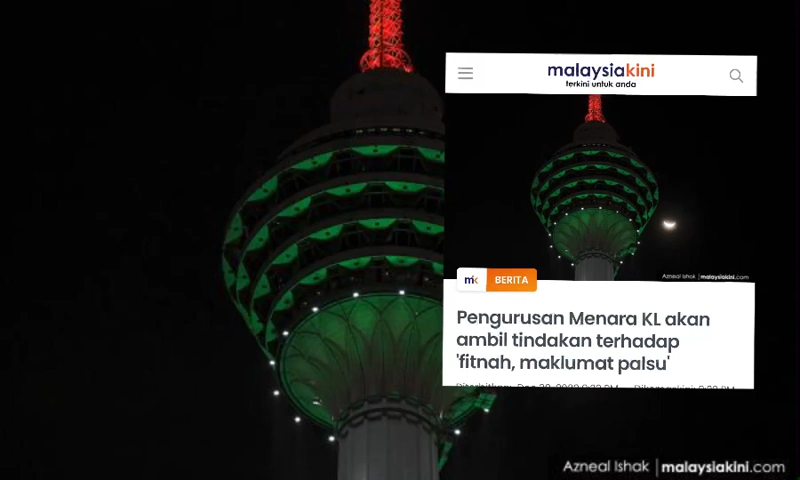 malaysiakini
terkini untuk anda
Azneal Ishak | malaysiakini.com
mk BERITA
Pengurusan Menara KL akan
ambil tindakan terhadap
'fitnah, maklumat palsu'
Azneal Ishak | malaysiakini.com